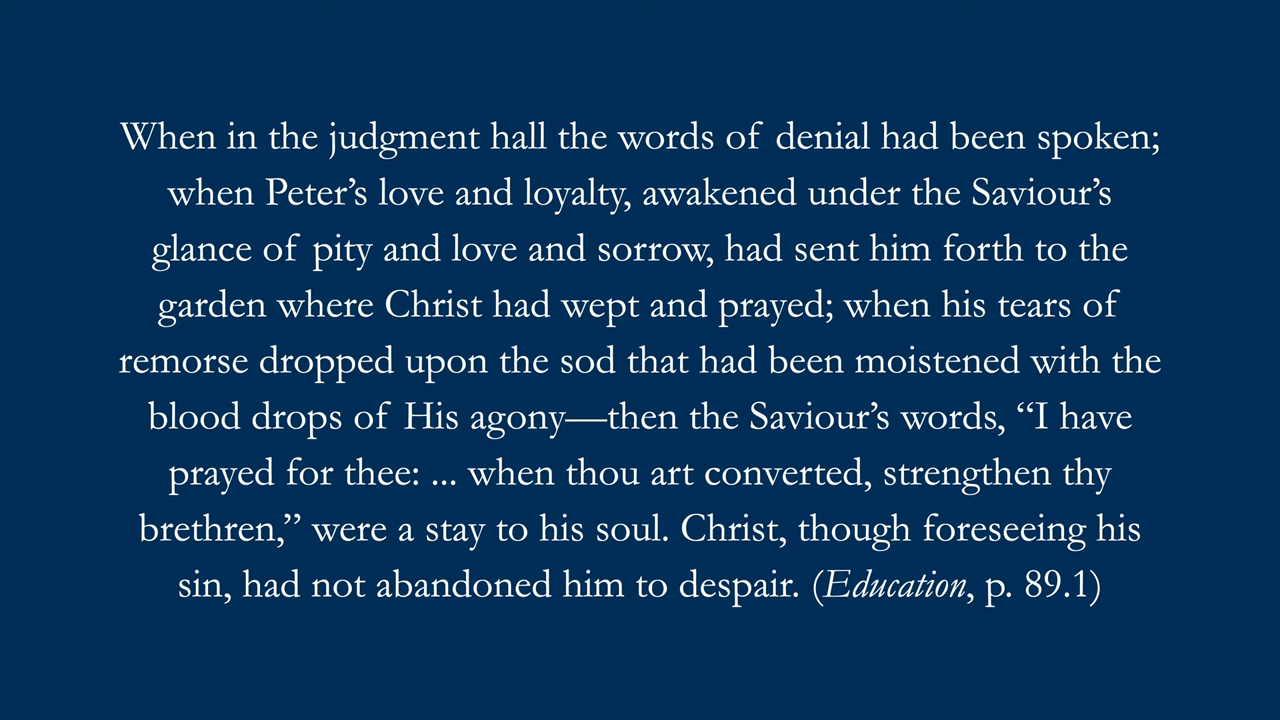 When in the judgment hall the words of denial had been spoken;
when Peter’s love and loyalty, awakened under the Saviour’s
glance of pity and love and sorrow, had sent him forth to the
garden where Christ had wept and prayed; when his tears of
remorse dropped upon the sod that had been moistened with the
blood drops of His agony—then the Saviour’s words, “I have
prayed for thee: ... when thou art converted, strengthen thy
brethren,” were a stay to his soul. Christ, though foreseeing his
sin, had not abandoned him to despair. (Education, p. 89.1)